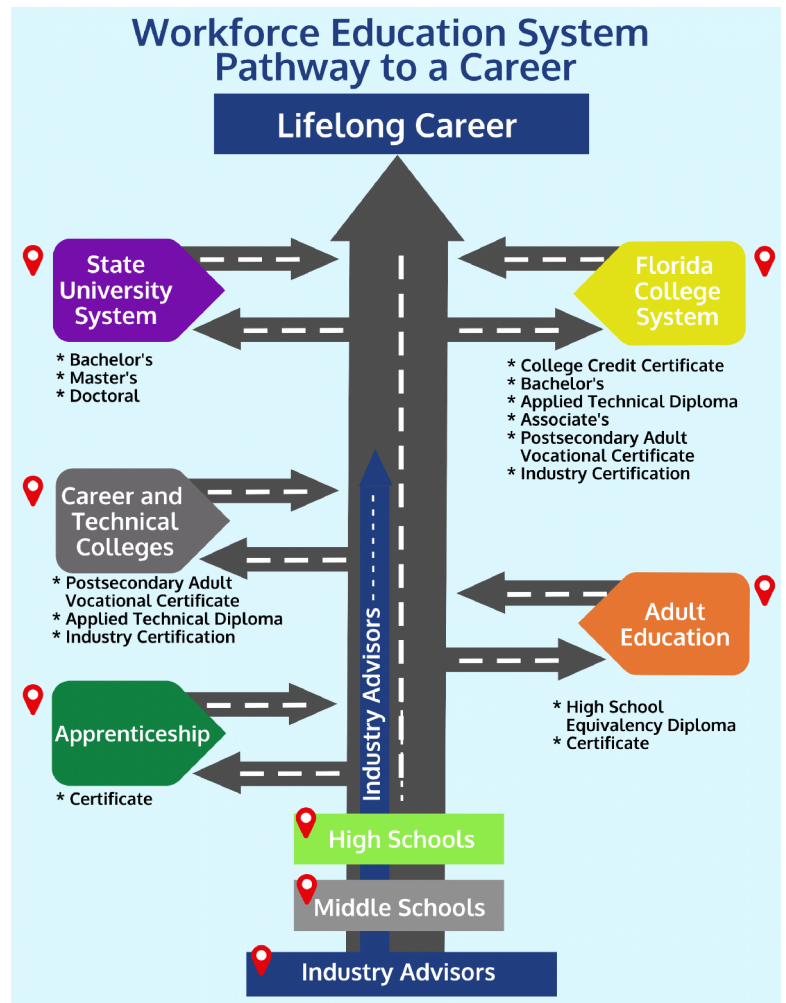 Workforce Education System
Pathway to a Career
Lifelong Career
State
University
System
* Bachelor's
* Master's
* Doctoral
Florida
College
System
* College Credit Certificate
* Bachelor's
* Applied Technical Diploma
* Associate's
* Postsecondary Adult
Vocational Certificate
* Industry Certification
Career and
Technical
Colleges
* Postsecondary Adult
Vocational Certificate
* Applied Technical Diploma
* Industry Certification
Adult
Education
* High School
Equivalency Diploma
* Certificate
Apprenticeship
* Certificate
Industry Advisors
High Schools
Middle Schools
Industry Advisors